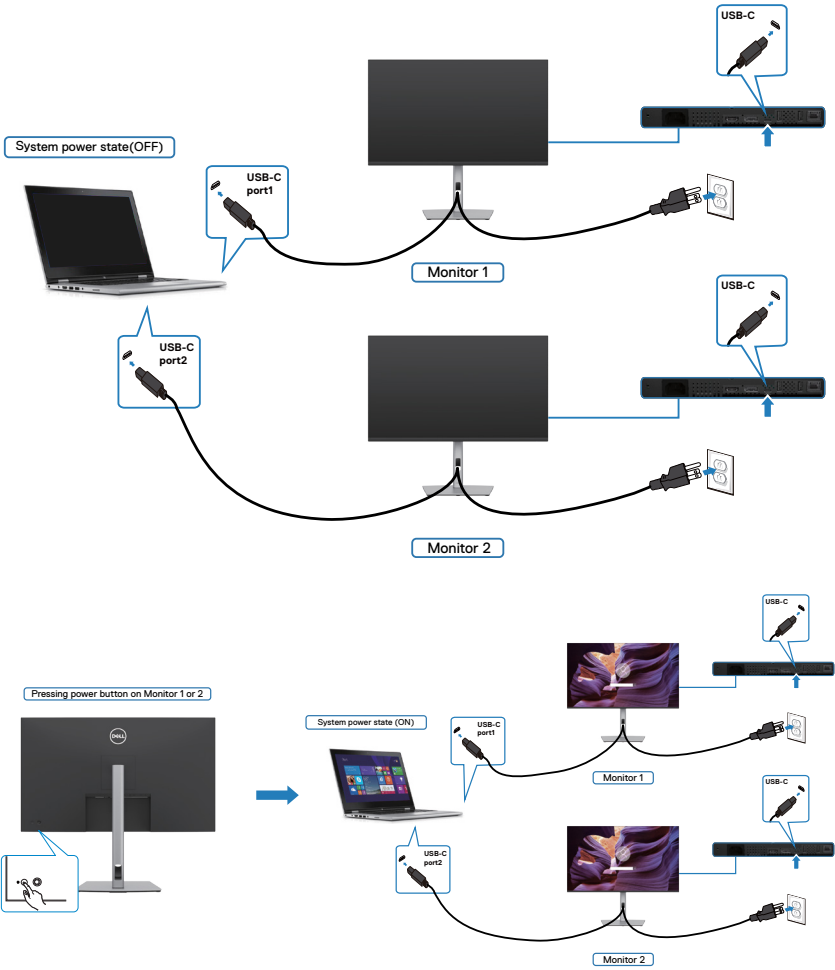 USB-C
System power state(OFF)
USB-C
port1
Monitor 1
USB-C
USB-C
port2
Monitor 2
USB-C
Pressing power button on Monitor 1 or 2
DELL
System power state (ON)
USB-C
port1
Monitor 1
USB-C
USB-C
port2
Monitor 2